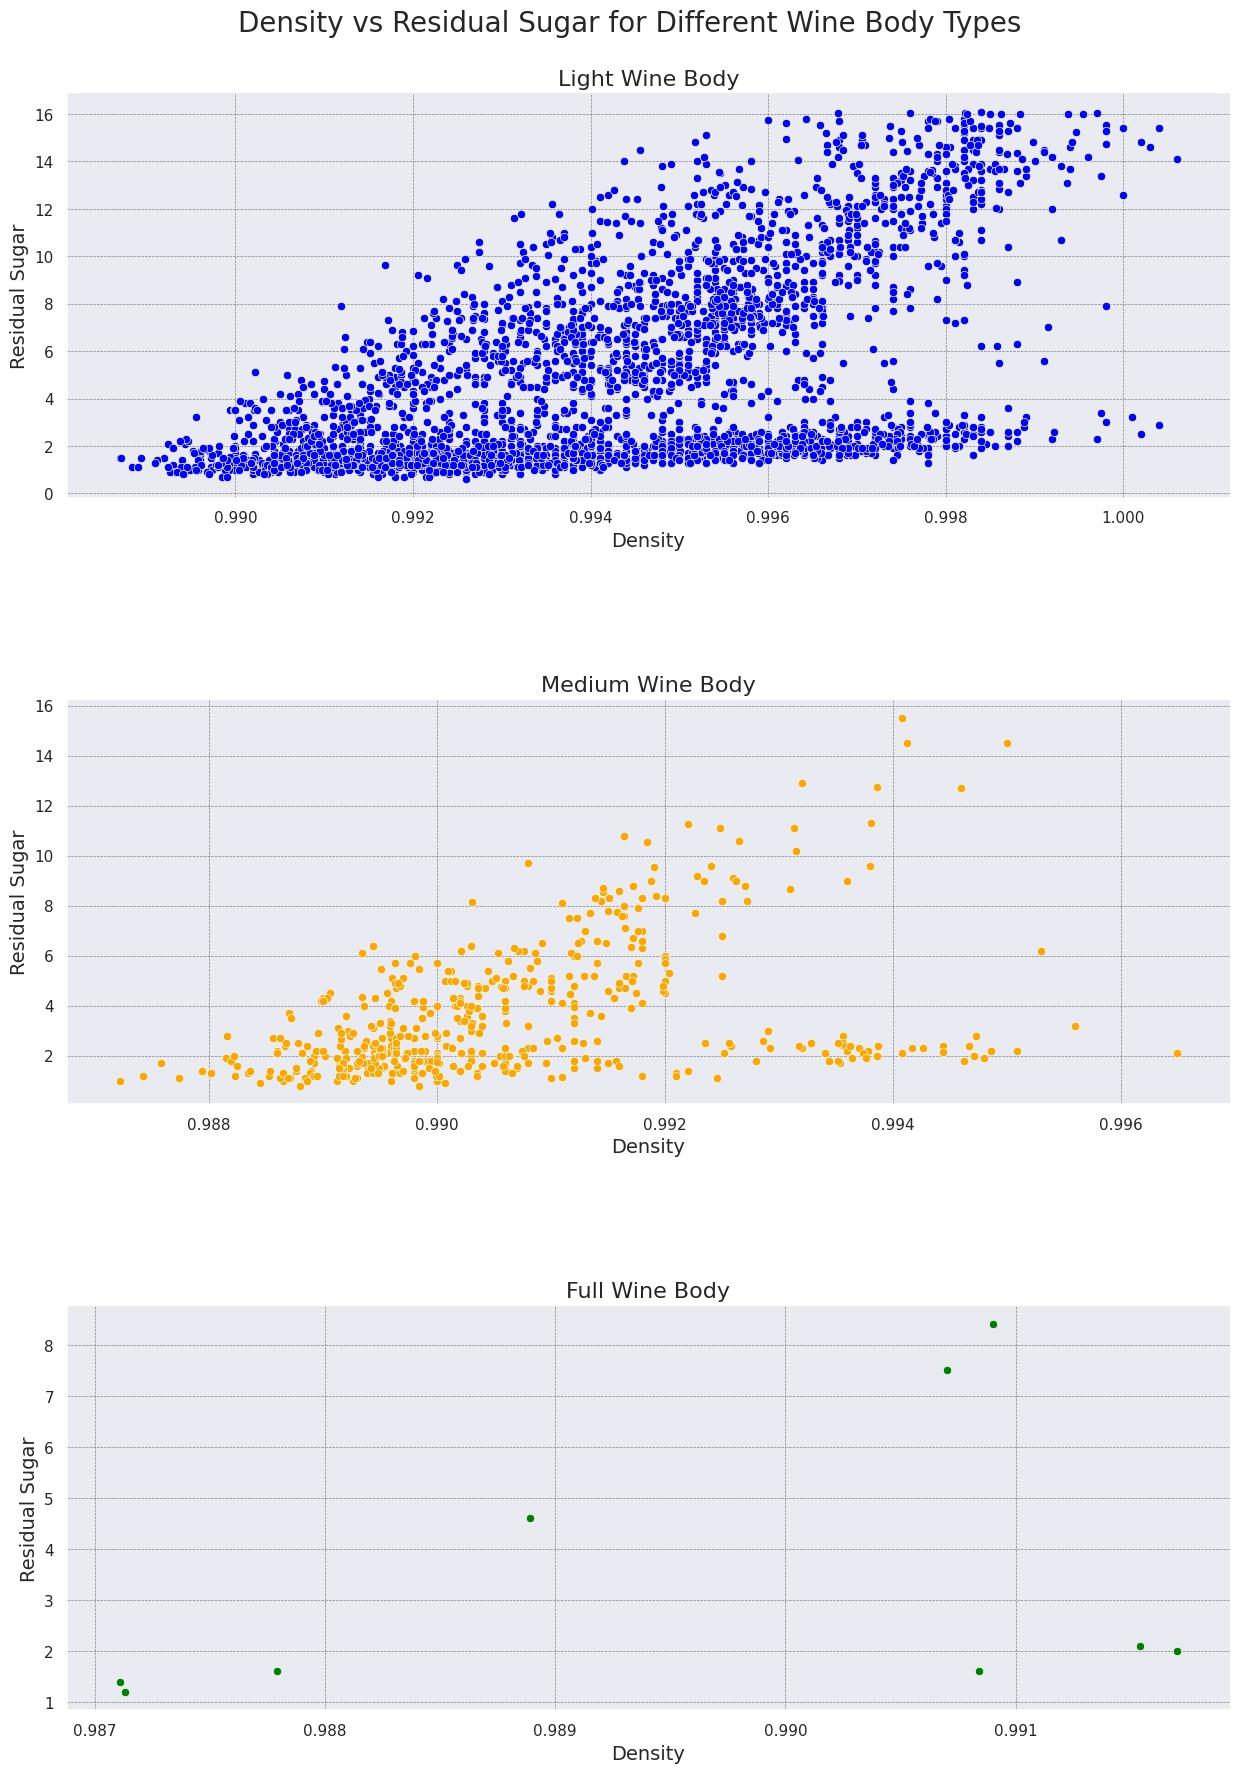 Density vs Residual Sugar for Different Wine Body Types
Light Wine Body
Residual Sugar
16
14
12
10
8
6
4
2
0
0.990 0.992 0.994 0.996 0.998 1.000
Density
Medium Wine Body
Residual Sugar
16
14
12
10
8
6
4
2
0.988 0.990 0.992 0.994 0.996
Density
Full Wine Body
Residual Sugar
8
7
6
5
4
3
2
1
0.987 0.988 0.989 0.990 0.991
Density